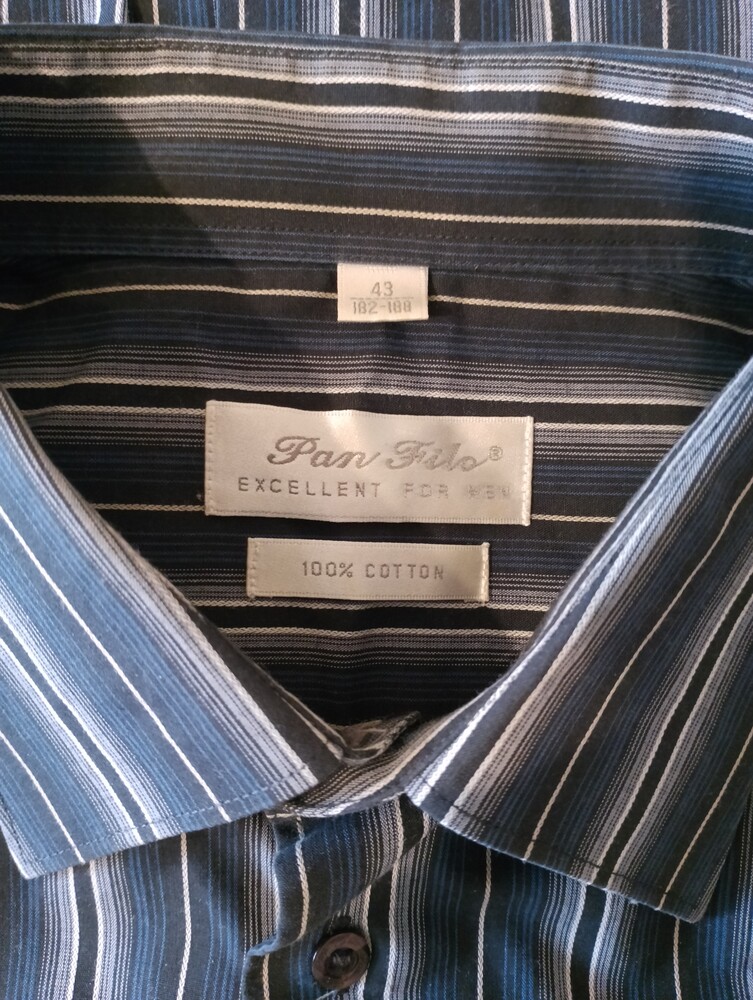 43
182-188
Pan Filo®
EXCELLENT FOR MEN
100% COTTON